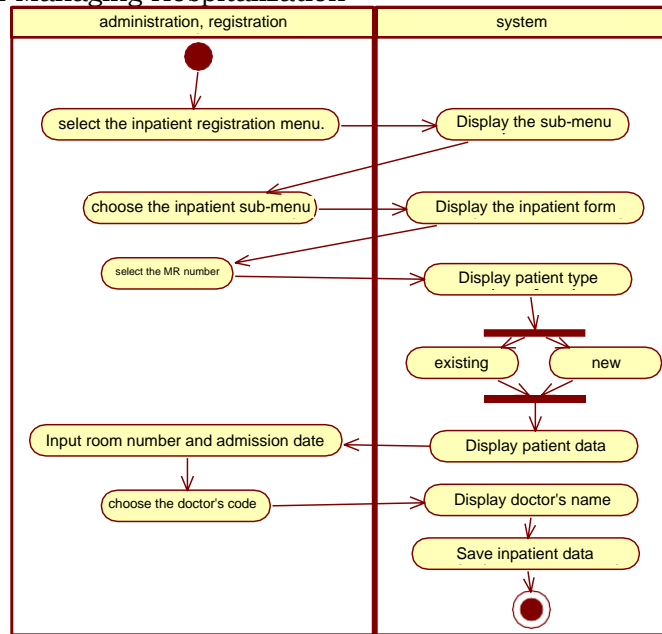 Managing Hospitalization
administration, registration
system
select the inpatient registration menu.
Display the sub-menu
choose the inpatient sub-menu
Display the inpatient form
select the MR number
Display patient type
existing
new
Input room number and admission date
Display patient data
choose the doctor's code
Display doctor's name
Save inpatient data